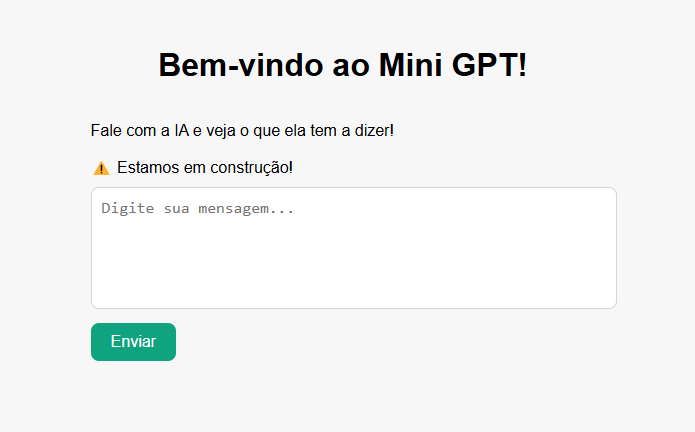 Bem-vindo ao Mini GPT!
Fale com a IA e veja o que ela tem a dizer!
⚠️ Estamos em construção!
Digite sua mensagem...
Enviar